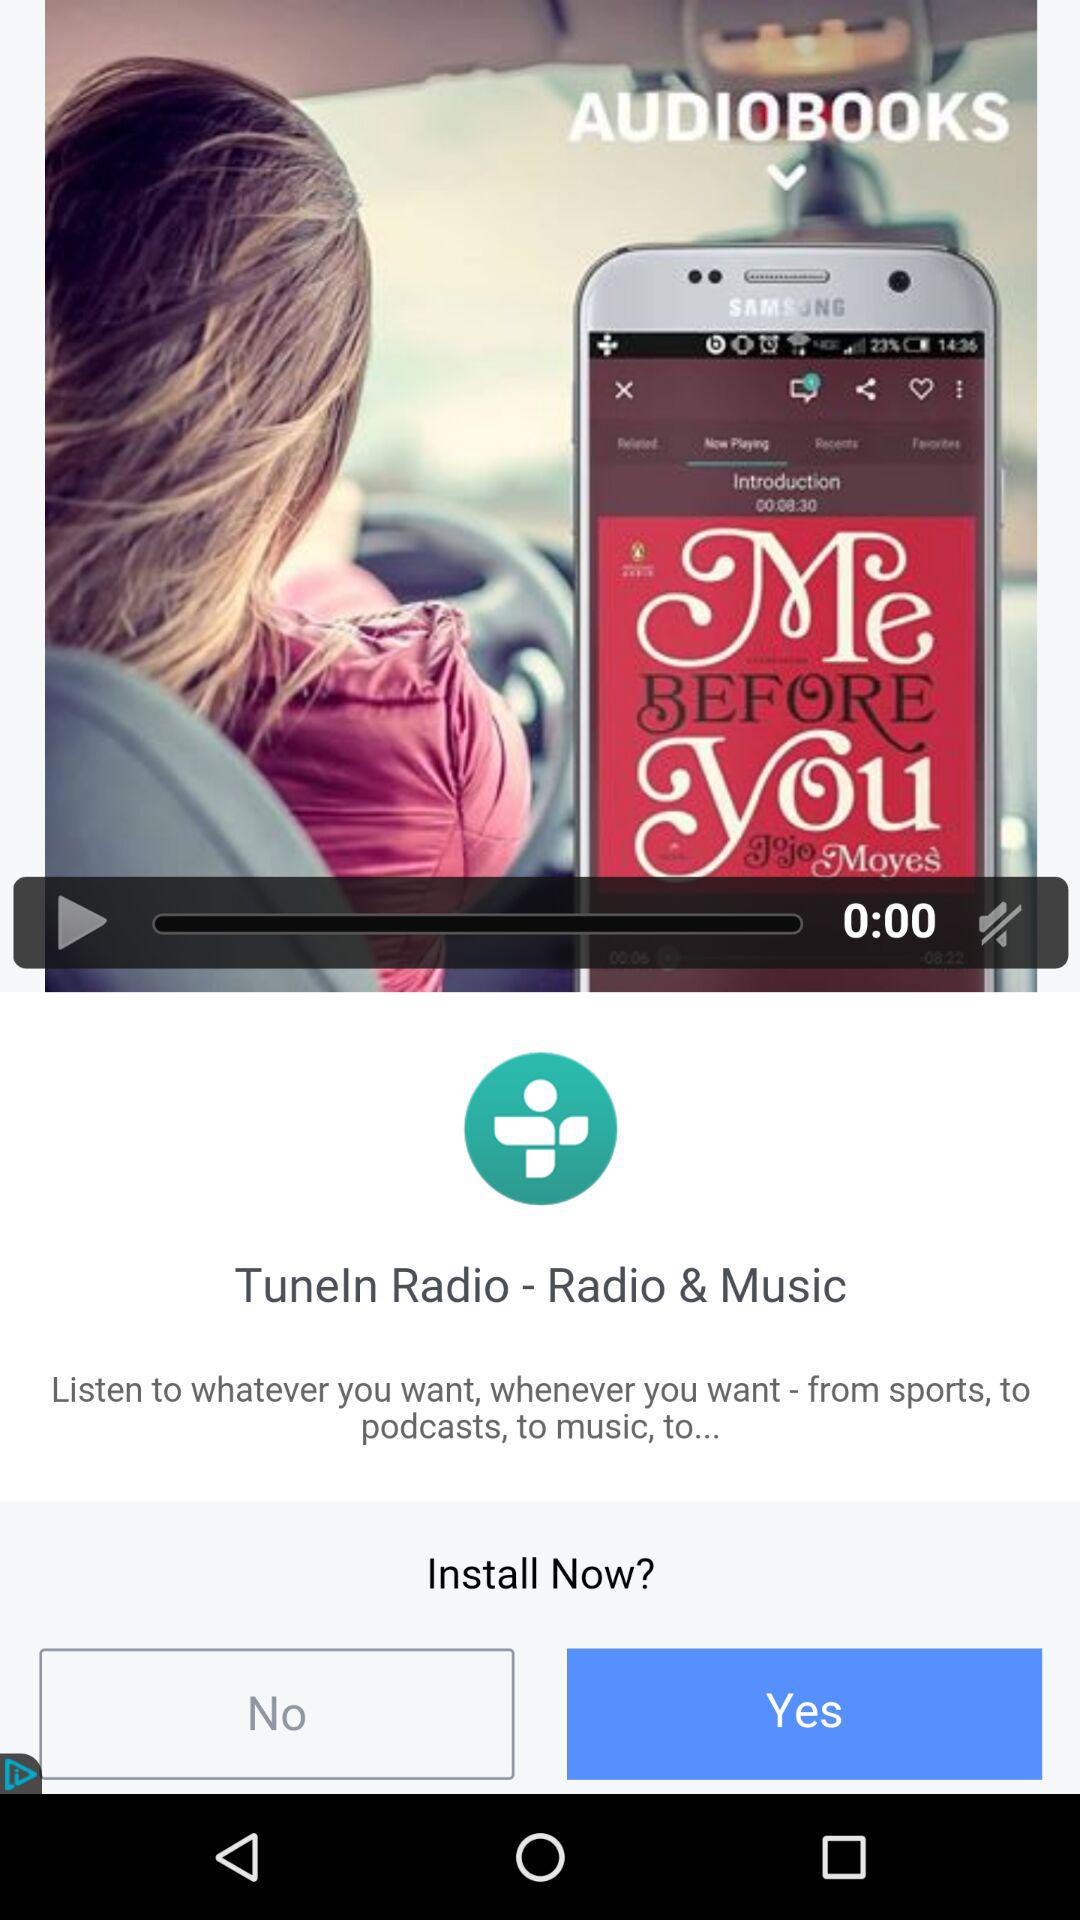 AUDIOBOOKS
SAMSUNG
23% 14:36
Related Now Playing Recents Favorites
Introduction
00:08:30
Me
BEFORE
You
Jojo Moyes
0:00
00:06 -08:22
TuneIn Radio - Radio & Music
Listen to whatever you want, whenever you want - from sports, to
podcasts, to music, to...
Install Now?
No Yes